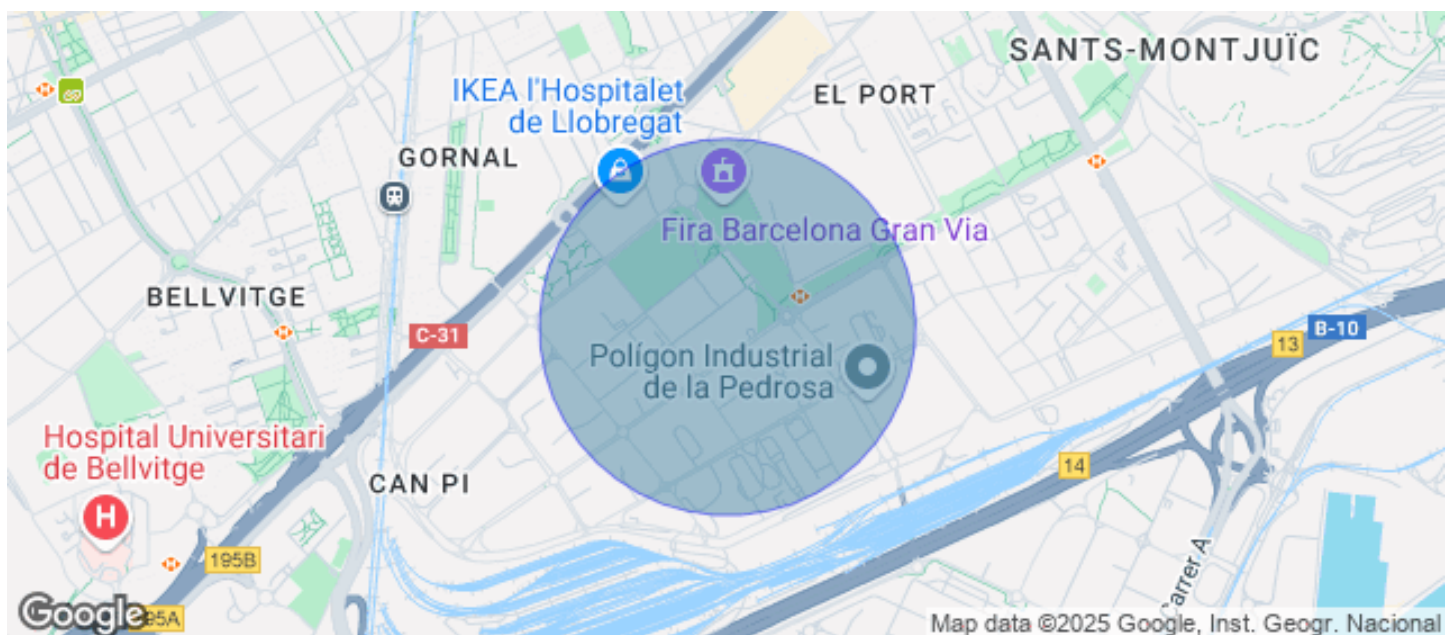 SANTS-MONTJUÏC
IKEA l'Hospitalet
de Llobregat
EL PORT
GORNAL
Fira Barcelona Gran Via
BELLVITGE
C-31
B-10
13
Polígon Industrial
de la Pedrosa
Hospital Universitari
de Bellvitge
H
CAN PI
14
195B
Carrer A
Google
Map data ©2025 Google, Inst. Geogr. Nacional